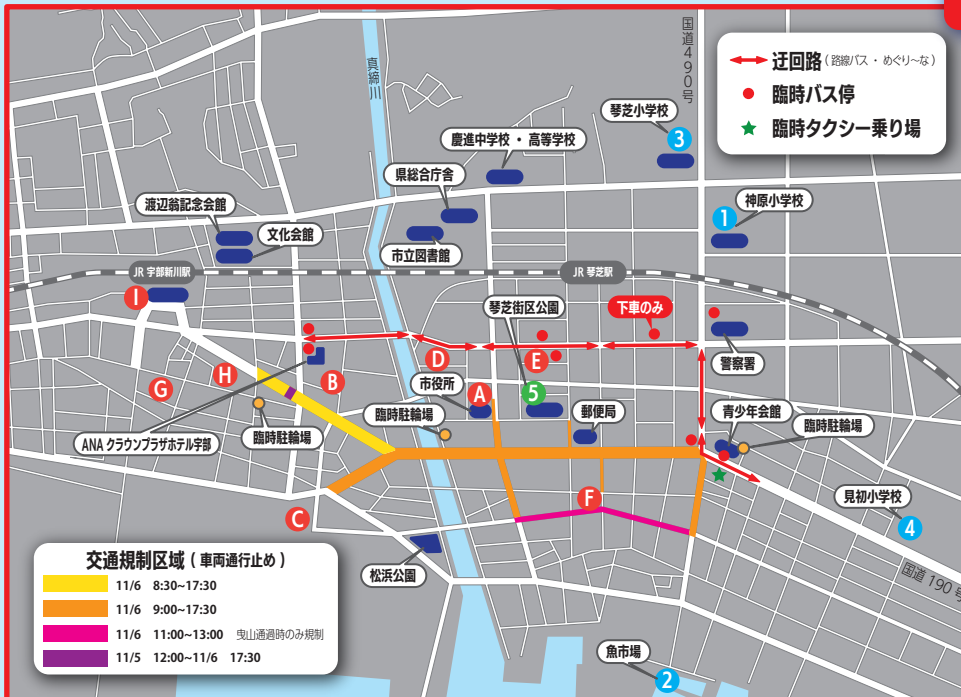 国道490号
真締川
迂回路（路線バス・めぐり〜な）
臨時バス停
臨時タクシー乗り場
琴芝小学校
3
慶進中学校・高等学校
県総合庁舎
神原小学校
1
渡辺翁記念会館
文化会館
市立図書館
JR 宇部新川駅
JR 琴芝駅
I
琴芝街区公園
下車のみ
D
E
警察署
H
B
G
市役所
A
5
青少年会館
臨時駐輪場
臨時駐輪場
郵便局
ANA クラウンプラザホテル宇部
臨時駐輪場
見初小学校
4
F
C
松浜公園
国道 190 号
交通規制区域（車両通行止め）
11/6 8:30~17:30
11/6 9:00~17:30
11/6 11:00~13:00 曳山通過時のみ規制
11/5 12:00~11/6 17:30
魚市場
2